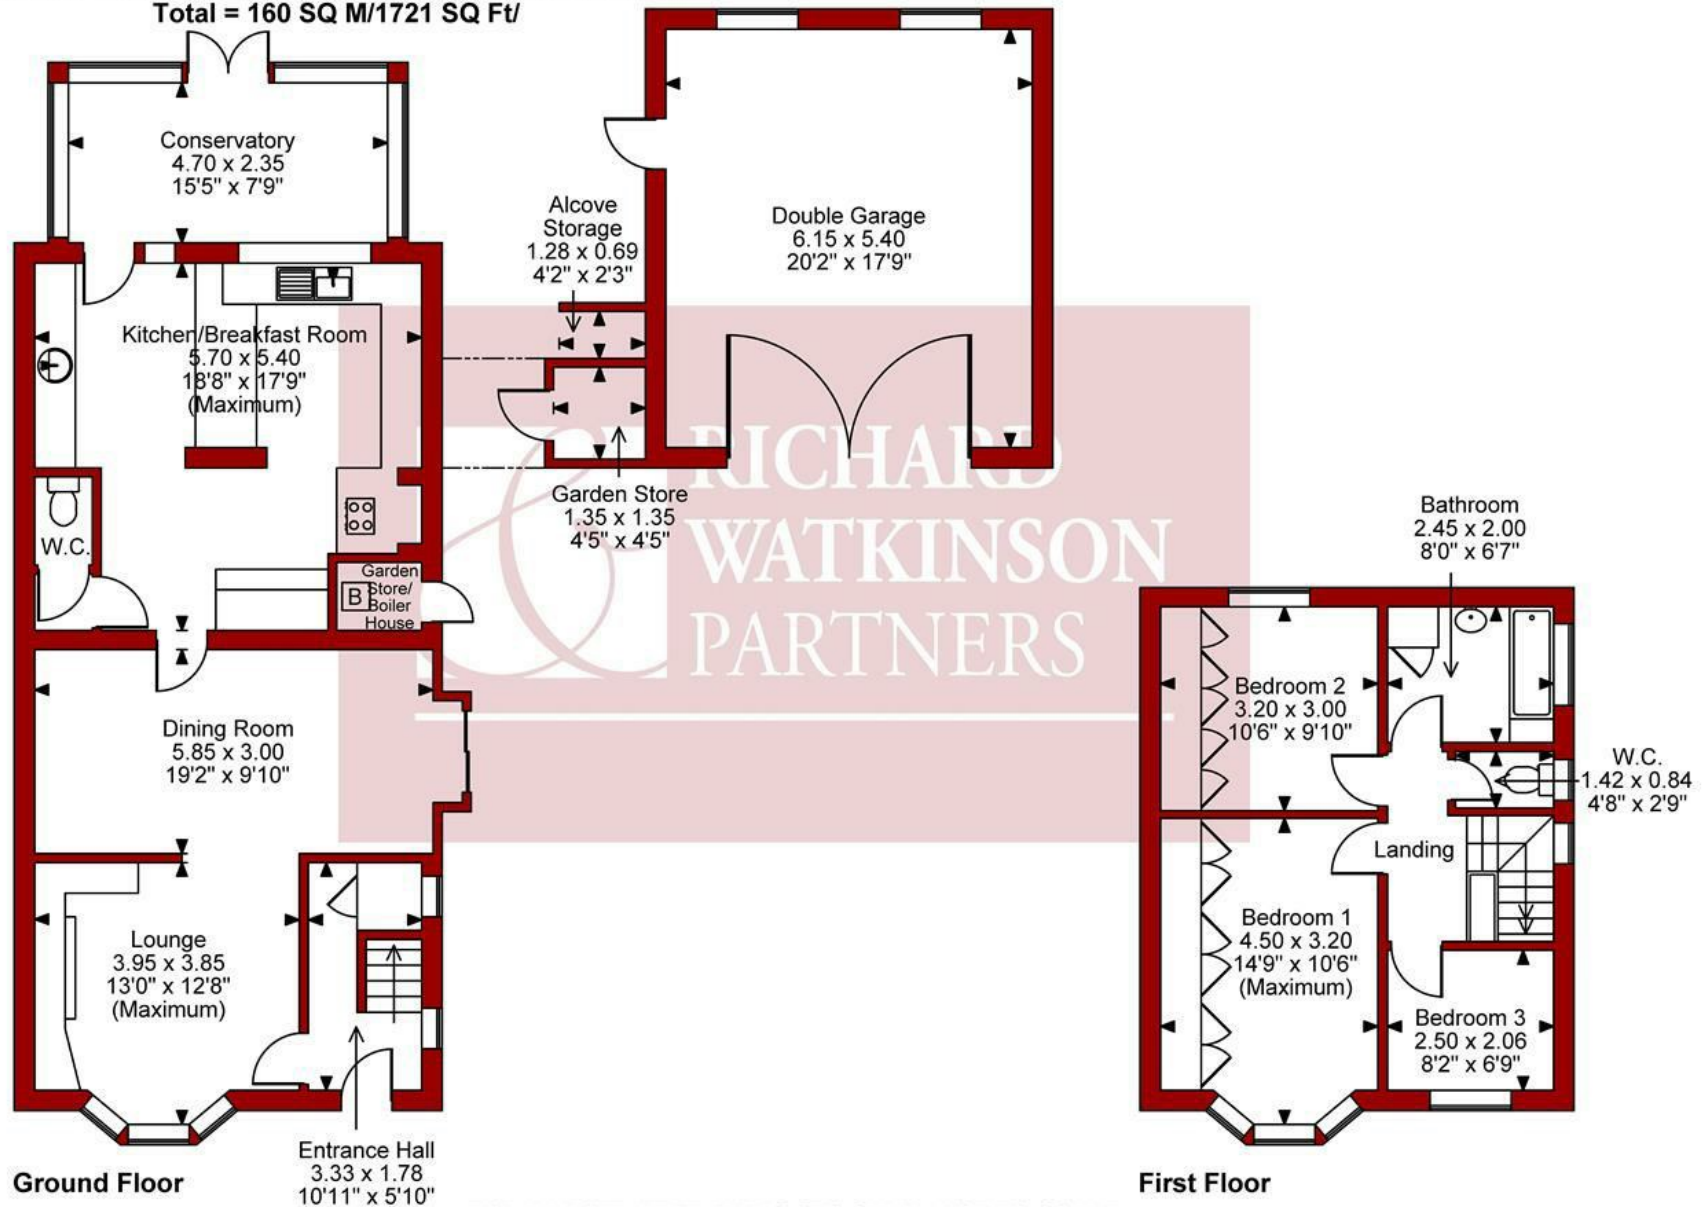 Total = 160 SQ M/1721 SQ Ft/
Conservatory
4.70 x 2.35
15'5" x 7'9"
Alcove
Storage
1.28 x 0.69
4'2" x 2'3"
Double Garage
6.15 x 5.40
20'2" x 17'9"
Kitchen/Breakfast Room
5.70 x 5.40
18'8" x 17'9"
(Maximum)
Garden Store
1.35 x 1.35
4'5" x 4'5"
W.C.
Garden
Store/
Boiler
House
B
RICHARD
WATKINSON
PARTNERS
Dining Room
5.85 x 3.00
19'2" x 9'10"
Lounge
3.95 x 3.85
13'0" x 12'8"
(Maximum)
Entrance Hall
3.33 x 1.78
10'11" x 5'10"
Ground Floor
Bathroom
2.45 x 2.00
8'0" x 6'7"
Bedroom 2
3.20 x 3.00
10'6" x 9'10"
W.C.
1.42 x 0.84
4'8" x 2'9"
Landing
Bedroom 1
4.50 x 3.20
14'9" x 10'6"
(Maximum)
Bedroom 3
2.50 x 2.06
8'2" x 6'9"
First Floor